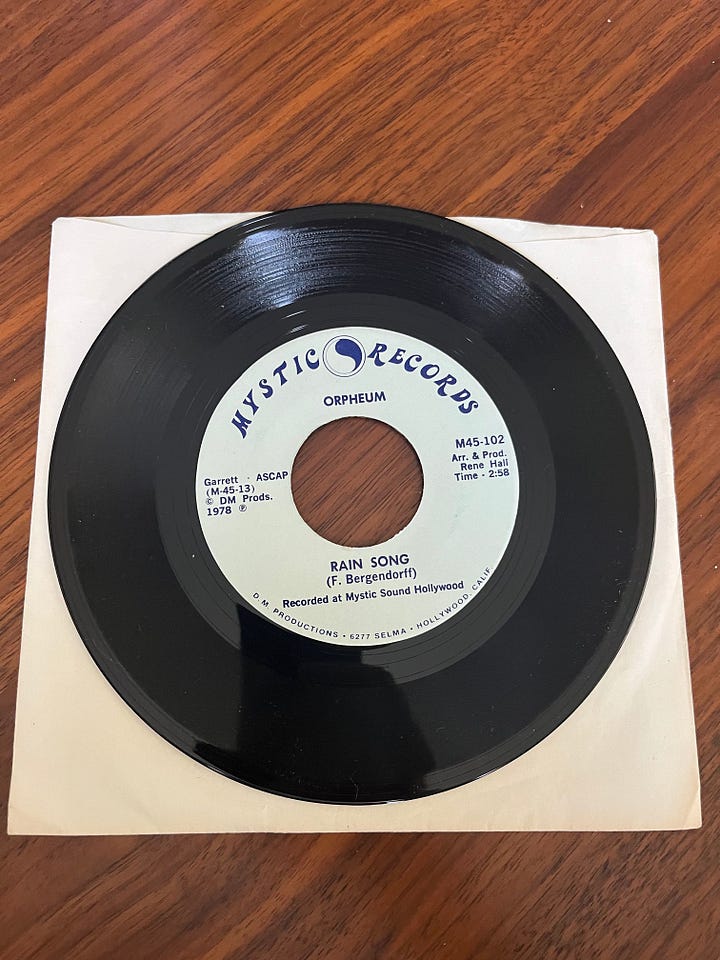 MYSTIC RECORDS
ORPHEUM
Garrett · ASCAP
(M-45-13)
© DM Prods.
1978 ℗
M45-102
Arr. & Prod.
Rene Hall
Time - 2:58
RAIN SONG
(F. Bergendorff)
Recorded at Mystic Sound Hollywood
D.M. PRODUCTIONS • 6277 SELMA • HOLLYWOOD, CALIF.